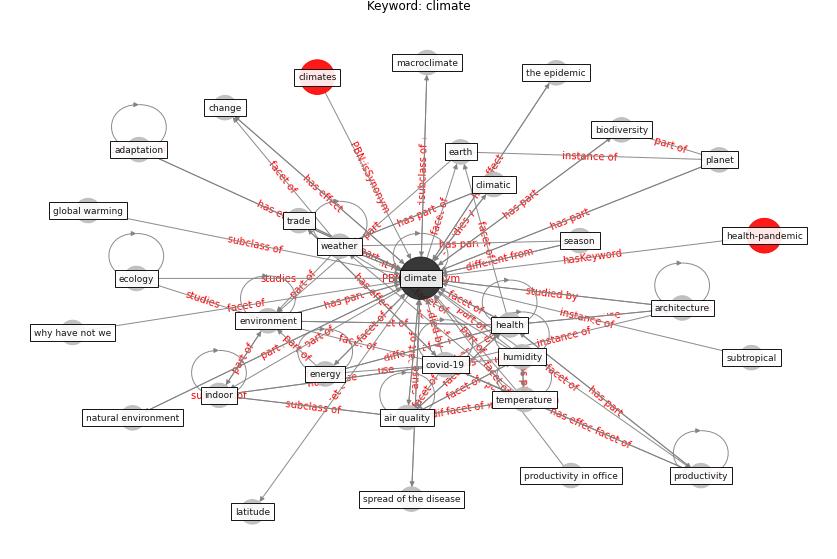 Keyword: climate
macroclimate
the epidemic
climates
change
biodiversity
part of
adaptation
earth
instance of
planet
PBN.isSynonym
facet of
has effect
subclass of
climatic
has part
global warming
trade
has part
has part
facet of
weather
season
health-pandemic
subclass of
has part
different from
hasKeyword
ecology
studies
climate
studies
facet of
part of
has part
has effect
studied by
facet of
architecture
environment
health
instance of
why have not we
part of
part of
facet of
instance of
humidity
subtropical
part of
part of
energy
use
covid-19
facet of
indoor
temperature
has part
subclass of
natural environment
air quality
facet of
has effec
facet of
productivity in office
productivity
spread of the disease
latitude